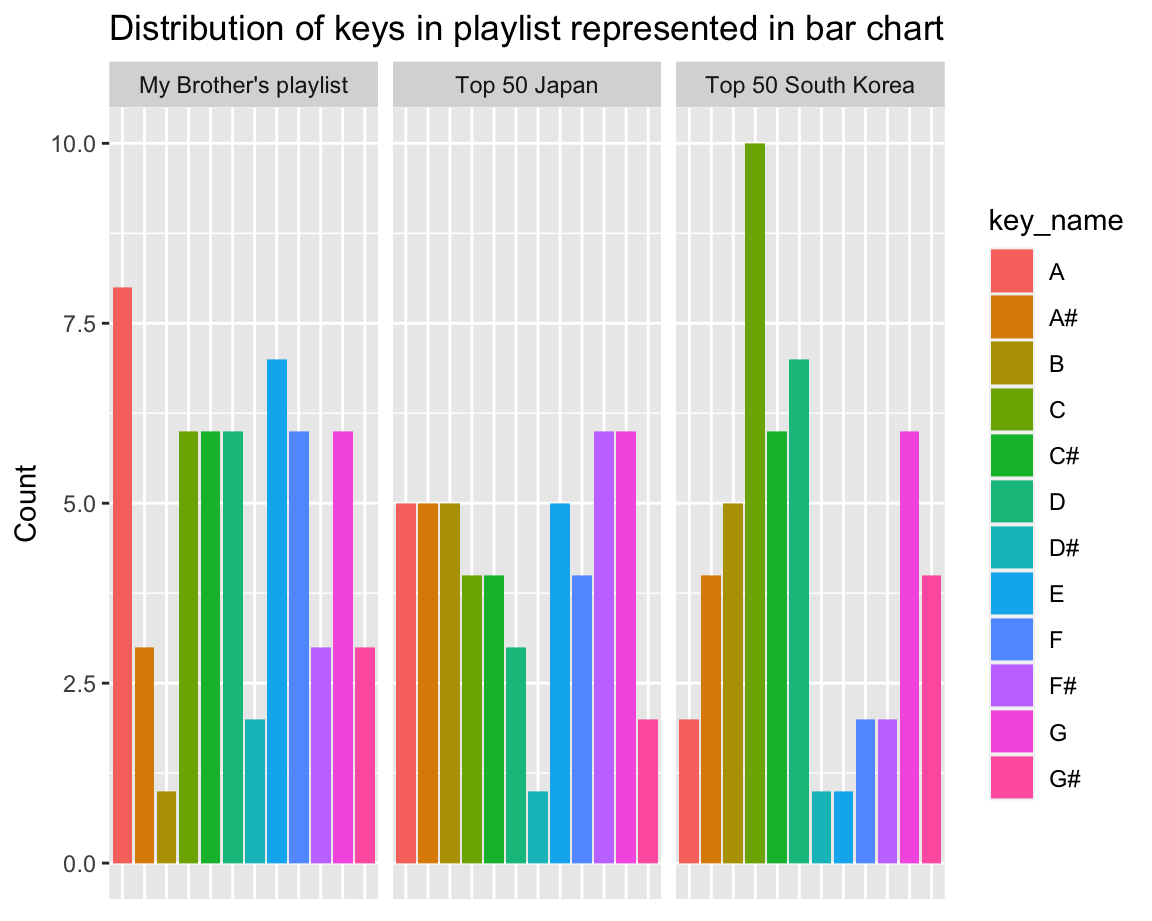 Distribution of keys in playlist represented in bar chart
My Brother's playlist
Top 50 Japan
Top 50 South Korea
10.0
7.5
5.0
2.5
0.0
Count
key_name
A
A#
B
C
C#
D
D#
E
F
F#
G
G#